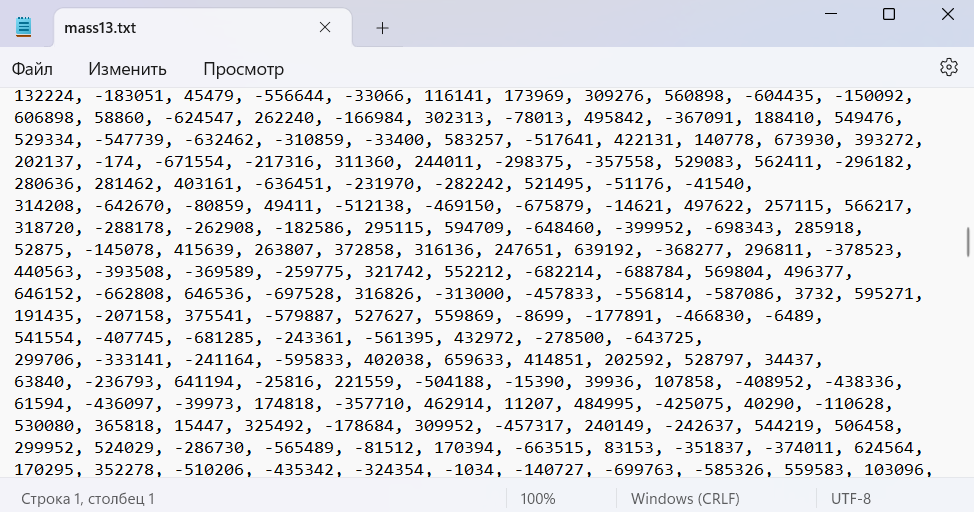 mass13.txt
Файл Изменить Просмотр
132224, -183051, 45479, -556644, -33066, 116141, 173969, 309276, 560898, -604435, -150092,
606898, 58860, -624547, 262240, -166984, 302313, -78013, 495842, -367091, 188410, 549476,
529334, -547739, -632462, -310859, -33400, 583257, -517641, 422131, 140778, 673930, 393272,
202137, -174, -671554, -217316, 311360, 244011, -298375, -357558, 529083, 562411, -296182,
280636, 281462, 403161, -636451, -231970, -282242, 521495, -51176, -41540,
314208, -642670, -80859, 49411, -512138, -469150, -675879, -14621, 497622, 257115, 566217,
318720, -288178, -262908, -182586, 295115, 594709, -648460, -399952, -698343, 285918,
52875, -145078, 415639, 263807, 372858, 316136, 247651, 639192, -368277, 296811, -378523,
440563, -393508, -369589, -259775, 321742, 552212, -682214, -688784, 569804, 496377,
646152, -662808, 646536, -697528, 316826, -313000, -457833, -556814, -587086, 3732, 595271,
191435, -207158, 375541, -579887, 527627, 559869, -8699, -177891, -466830, -6489,
541554, -407745, -681285, -243361, -561395, 432972, -278500, -643725,
299706, -333141, -241164, -595833, 402038, 659633, 414851, 202592, 528797, 34437,
63840, -236793, 641194, -25816, 221559, -504188, -15390, 39936, 107858, -408952, -438336,
61594, -436097, -39973, 174818, -357710, 462914, 11207, 484995, -425075, 40290, -110628,
530080, 365818, 15447, 325492, -178684, 309952, -457317, 240149, -242637, 544219, 506458,
299952, 524029, -286730, -565489, -81512, 170394, -663515, 83153, -351837, -374011, 624564,
170295, 352278, -510206, -435342, -324354, -1034, -140727, -699763, -585326, 559583, 103096,
Строка 1, столбец 1 100% Windows (CRLF) UTF-8